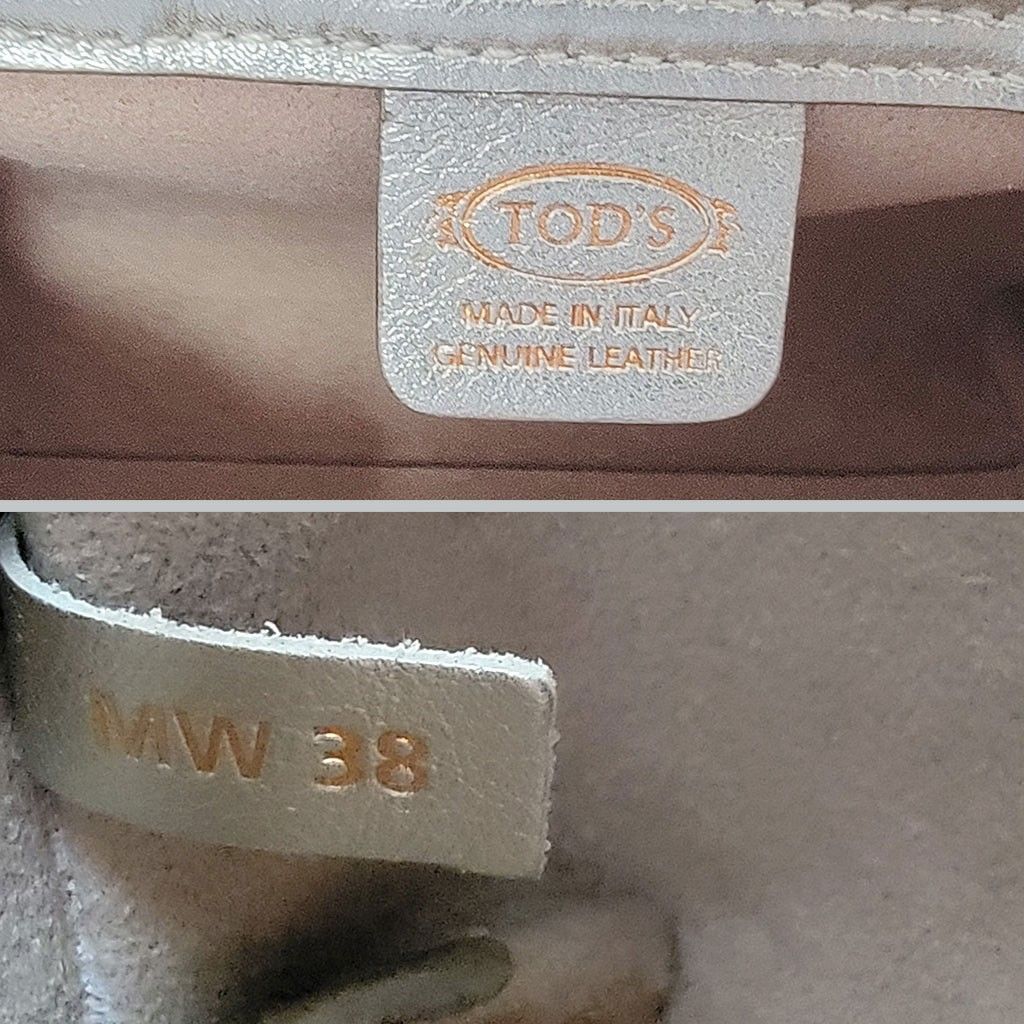 TOD'S
MADE IN ITALY
GENUINE LEATHER
MW 38